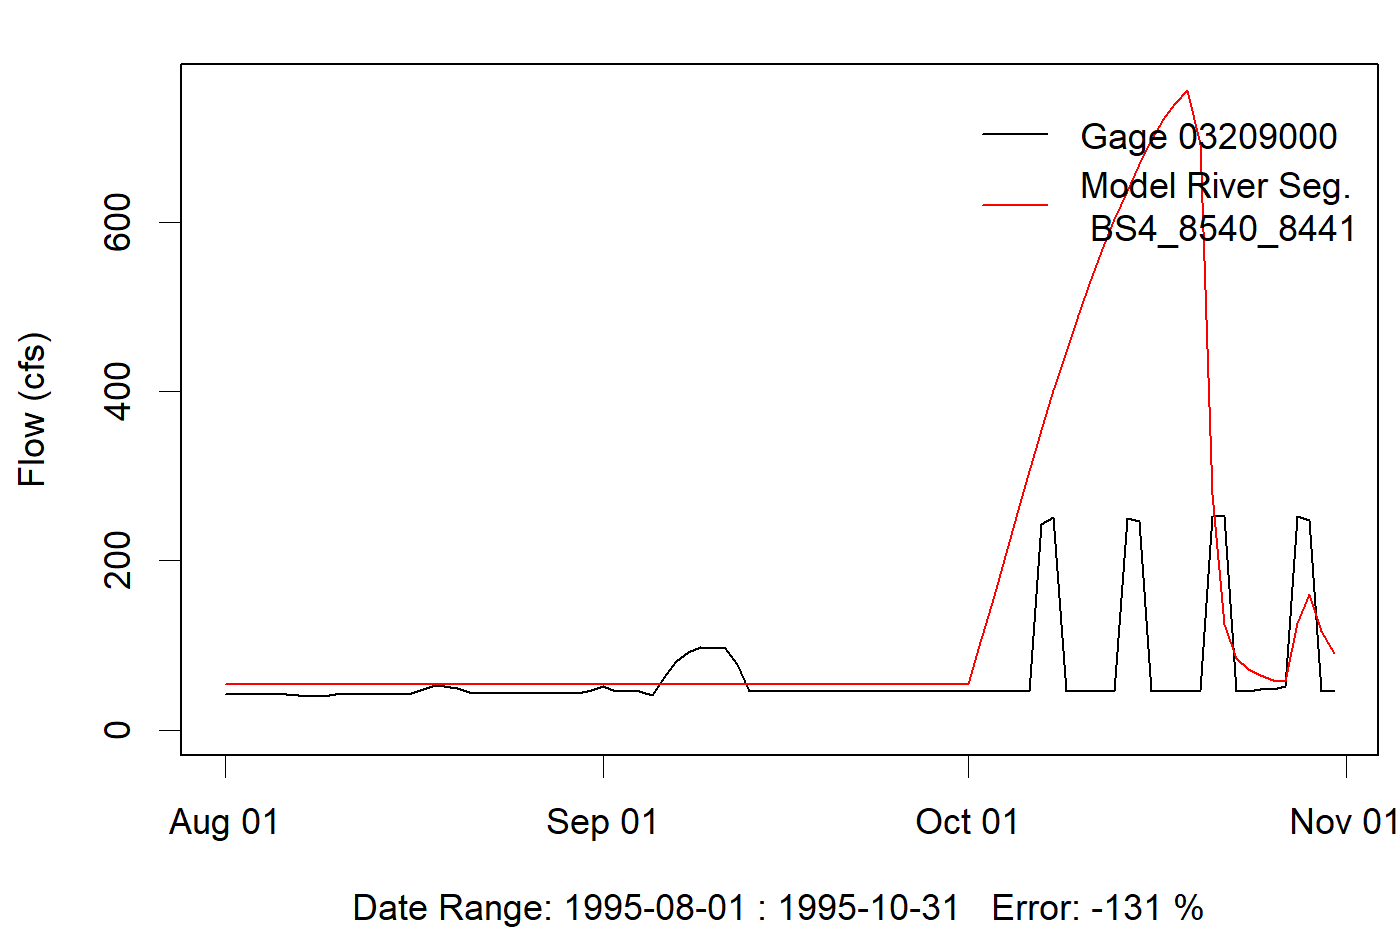 Gage 03209000
Model River Seg.
BS4_8540_8441
Flow (cfs)
600
400
200
0
Aug 01
Sep 01
Oct 01
Nov 01
Date Range: 1995-08-01 : 1995-10-31   Error: -131 %